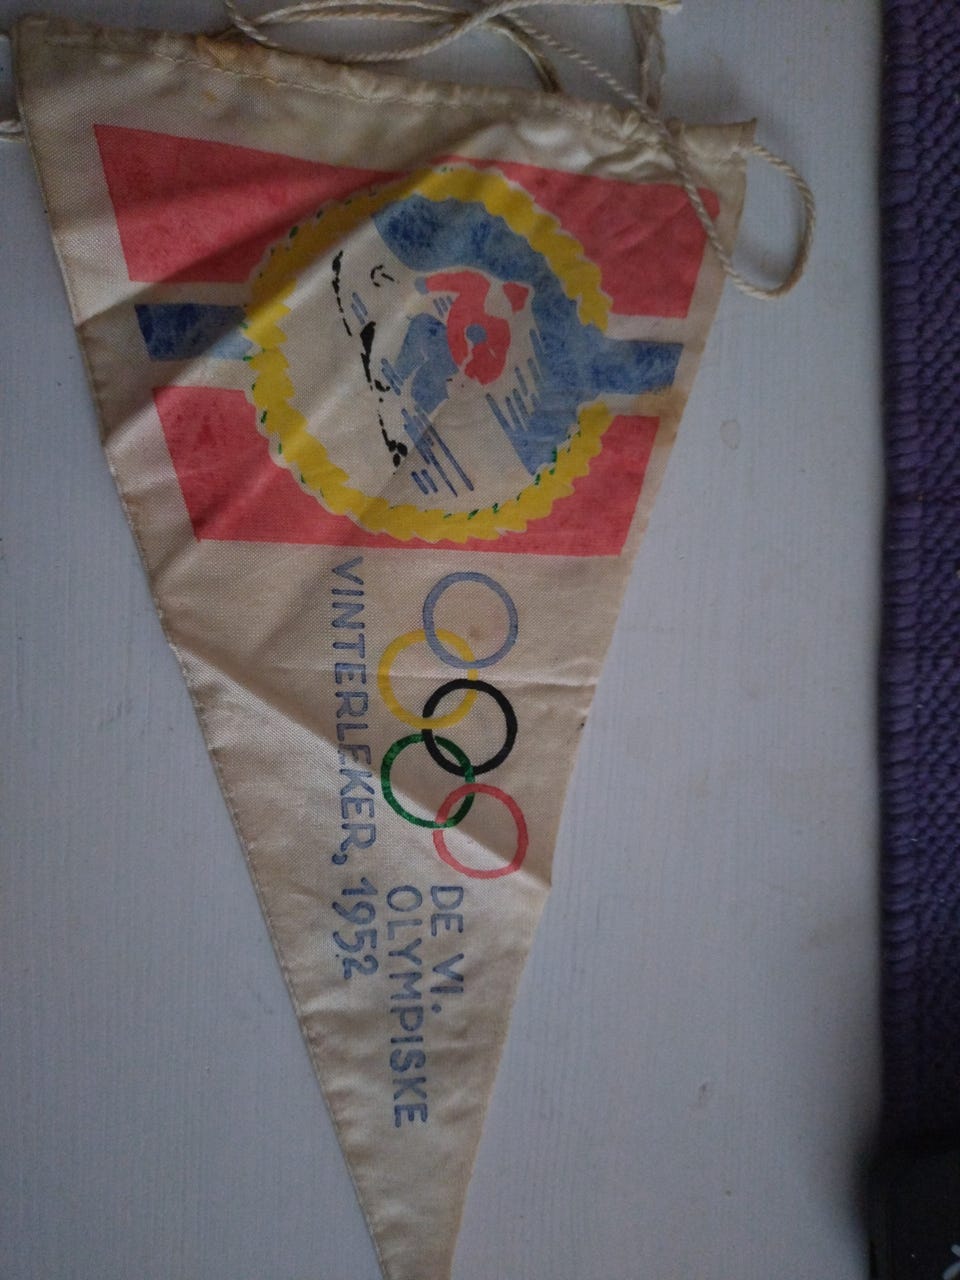 DE VI.
OLYMPISKE
VINTERLEKER, 1952